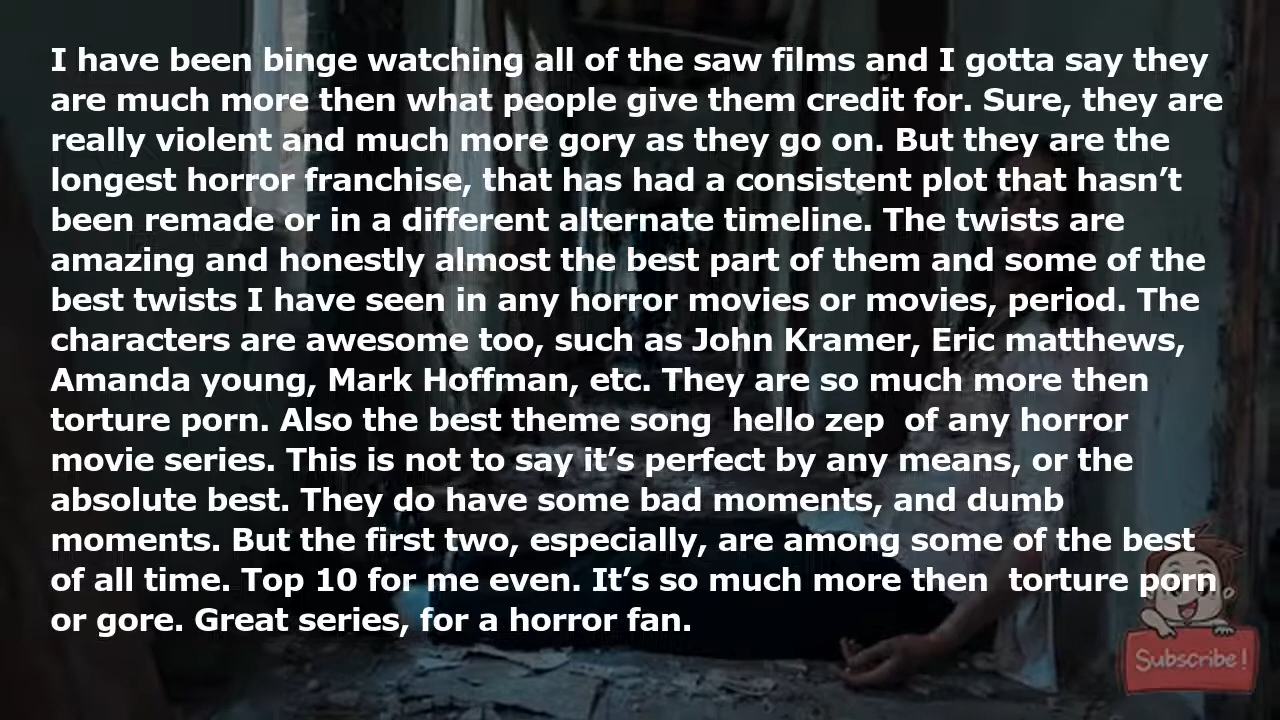 I have been binge watching all of the saw films and I gotta say they
are much more then what people give them credit for. Sure, they are
really violent and much more gory as they go on. But they are the
longest horror franchise, that has had a consistent plot that hasn’t
been remade or in a different alternate timeline. The twists are
amazing and honestly almost the best part of them and some of the
best twists I have seen in any horror movies or movies, period. The
characters are awesome too, such as John Kramer, Eric matthews,
Amanda young, Mark Hoffman, etc. They are so much more then
torture porn. Also the best theme song  hello zep  of any horror
movie series. This is not to say it’s perfect by any means, or the
absolute best. They do have some bad moments, and dumb
moments. But the first two, especially, are among some of the best
of all time. Top 10 for me even. It’s so much more then  torture porn
or gore. Great series, for a horror fan.
Subscribe!